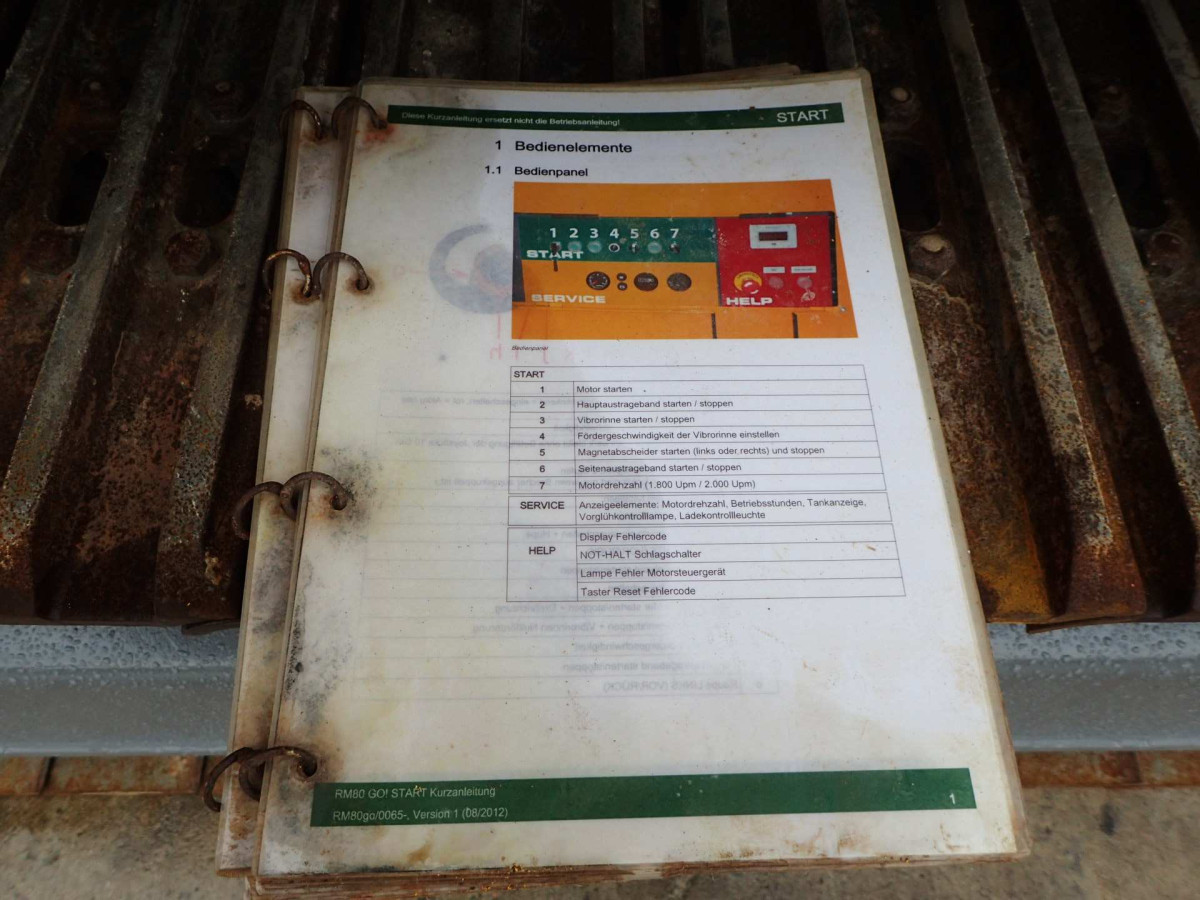 Diese Kurzanleitung ersetzt nicht die Betriebsanleitung!
START
1 Bedienelemente
1.1 Bedienpanel
1 2 3 4 5 6 7
START
SERVICE
HELP
Bedienpanel
START
1 Motor starten
2 Hauptaustrageband starten / stoppen
3 Vibrorinne starten / stoppen
4 Fördergeschwindigkeit der Vibrorinne einstellen
5 Magnetabscheider starten (links oder rechts) und stoppen
6 Seitenaustrageband starten / stoppen
7 Motordrehzahl (1.800 Upm / 2.000 Upm)
SERVICE Anzeigeelemente: Motordrehzahl, Betriebsstunden, Tankanzeige,
Vorglühkontrolllampe, Ladekontrollleuchte
HELP
Display Fehlercode
NOT-HALT Schlagschalter
Lampe Fehler Motorsteuergerät
Taster Reset Fehlercode
RM80 GO! START Kurzanleitung
RM80go/0065-, Version 1 (08/2012)
1